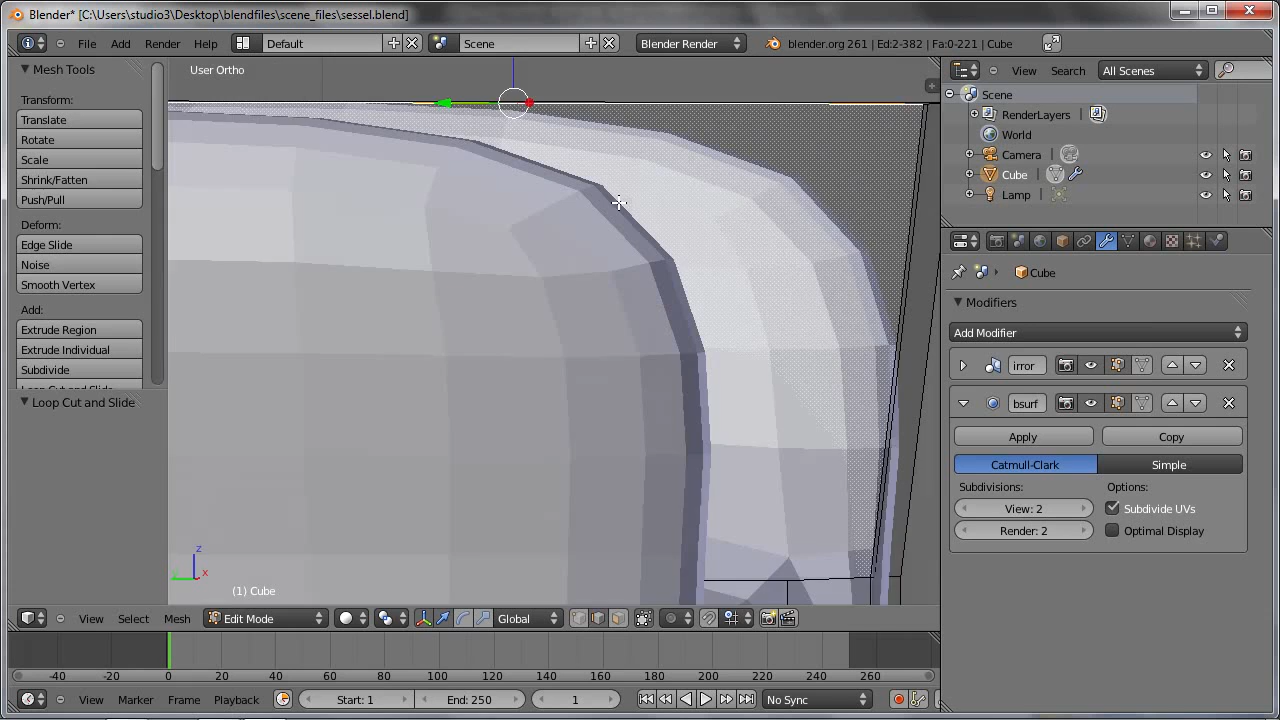 Blender* [C:\Users\studio3\Desktop\blendfiles\scene_files\sessel.blend]
File Add Render Help Default Scene Blender Render blender.org 261 | Ed:2-382 | Fa:0-221 | Cube
Mesh Tools
Transform:
Translate
Rotate
Scale
Shrink/Fatten
Push/Pull
Deform:
Edge Slide
Noise
Smooth Vertex
Add:
Extrude Region
Extrude Individual
Subdivide
Loop Cut and Slide
Loop Cut and Slide
User Ortho
z
x
y
(1) Cube
View Select Mesh Edit Mode Global
-40 -20 0 20 40 60 80 100 120 140 160 180 200 220 240 260
View Marker Frame Playback Start: 1 End: 250 1 No Sync
View Search All Scenes
Scene
RenderLayers
World
Camera
Cube
Lamp
Cube
Modifiers
Add Modifier
irror
bsurf
Apply Copy
Catmull-Clark Simple
Subdivisions: Options:
View: 2 Subdivide UVs
Render: 2 Optimal Display